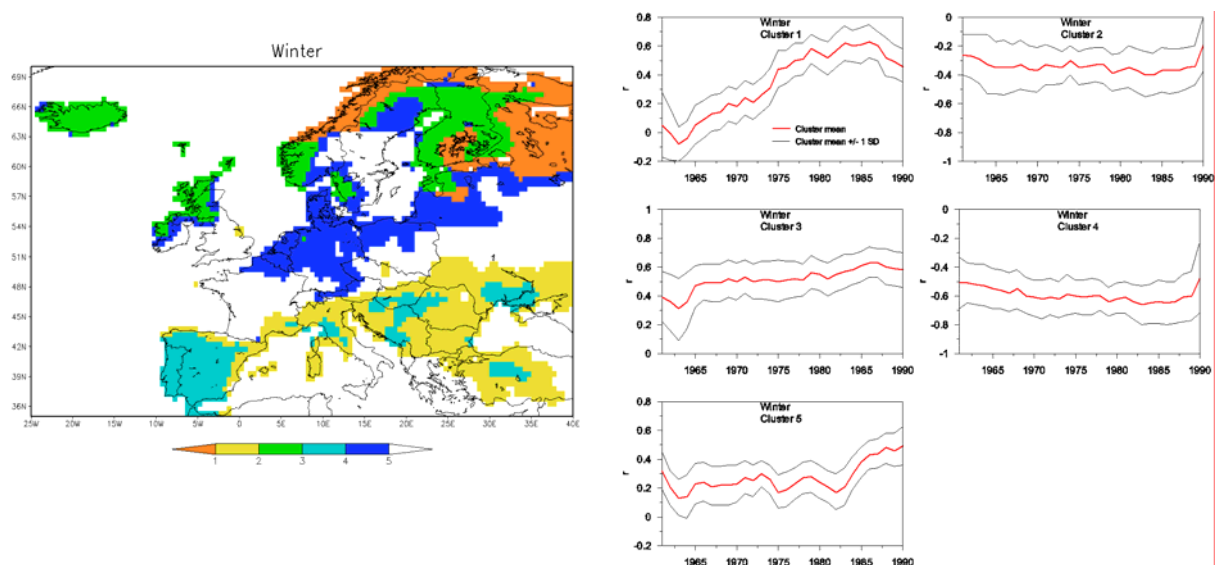 Winter
69N
66N
63N
60N
57N
54N
51N
48N
45N
42N
39N
36N
25W 20W 15W 10W 5W 0 5E 10E 15E 20E 25E 30E 35E 40E
1 2 3 4 5
Winter
Cluster 1
0.8
0.6
0.4
0.2
0
-0.2
r
Cluster mean
Cluster mean +/- 1 SD
1965 1970 1975 1980 1985 1990
Winter
Cluster 2
0
-0.2
-0.4
-0.6
-0.8
-1
r
1965 1970 1975 1980 1985 1990
Winter
Cluster 3
1
0.8
0.6
0.4
0.2
0
r
1965 1970 1975 1980 1985 1990
Winter
Cluster 4
0
-0.2
-0.4
-0.6
-0.8
-1
r
1965 1970 1975 1980 1985 1990
Winter
Cluster 5
0.8
0.6
0.4
0.2
0
-0.2
r
1965 1970 1975 1980 1985 1990